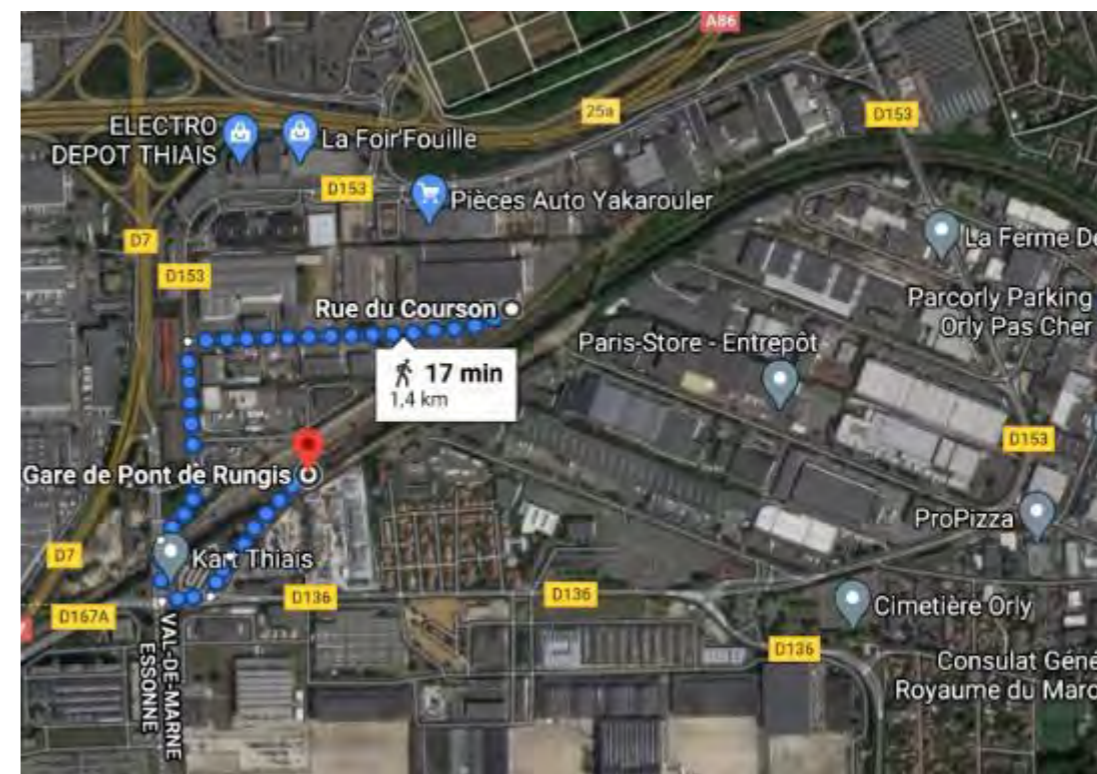 A86
25a
D153
ELECTRO
DEPOT THIAIS
La Foir'Fouille
D153
Pièces Auto Yakarouler
D7
La Ferme De
D153
Parcorly Parking
Orly Pas Cher
Rue du Courson
Paris-Store - Entrepôt
17 min
1,4 km
D153
Gare de Pont de Rungis
ProPizza
D7
Kart Thiais
D136
D136
Cimetière Orly
D167A
VAL-DE-MARNE
ESSONNE
D136
Consulat Géné
Royaume du Maro